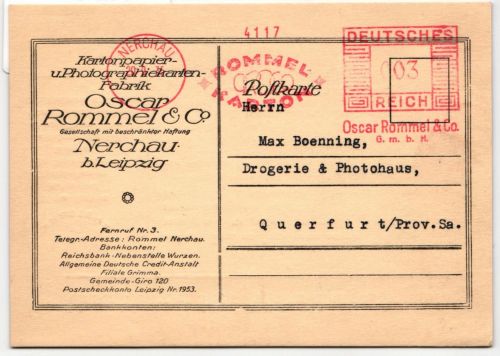 4117
NERCHAU
ROMMEL
KARTON
DEUTSCHES
003
REICH
Oscar Rommel & Co.
G. m. b. H.
Kartonpapier-
u. Photographiekarten-
Fabrik
Oscar
Rommel & Co.
Gesellschaft mit beschränkter Haftung
Nerchau
b. Leipzig
Fernruf Nr. 3.
Telegr.-Adresse: Rommel Nerchau.
Bankkonten:
Reichsbank-Nebenstelle Wurzen.
Allgemeine Deutsche Credit-Anstalt
Filiale Grimma.
Gemeinde-Giro 120
Postscheckkonto Leipzig Nr. 1953.
Postkarte
Herrn
Max Boenning,
Drogerie & Photohaus,
Querfurt/Prov.Sa.